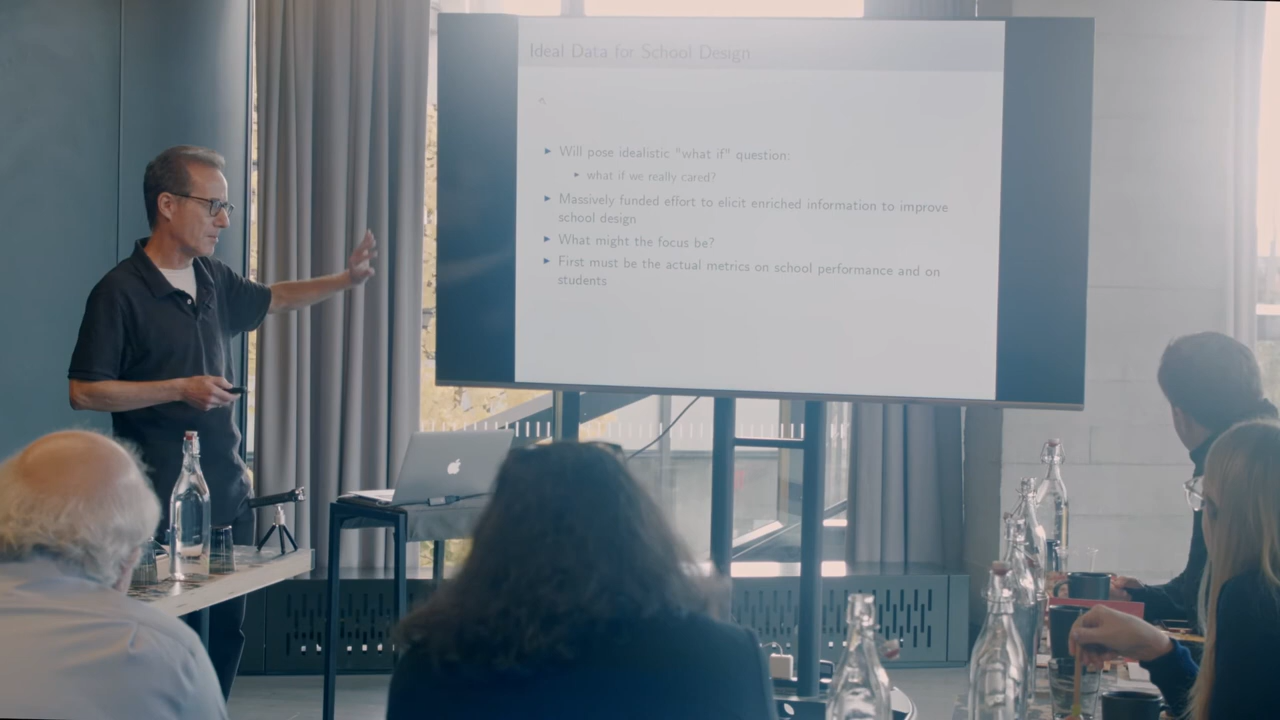 Ideal Data for School Design
Will pose idealistic "what if" question:
what if we really cared?
Massively funded effort to elicit enriched information to improve
school design
What might the focus be?
First must be the actual metrics on school performance and on
students